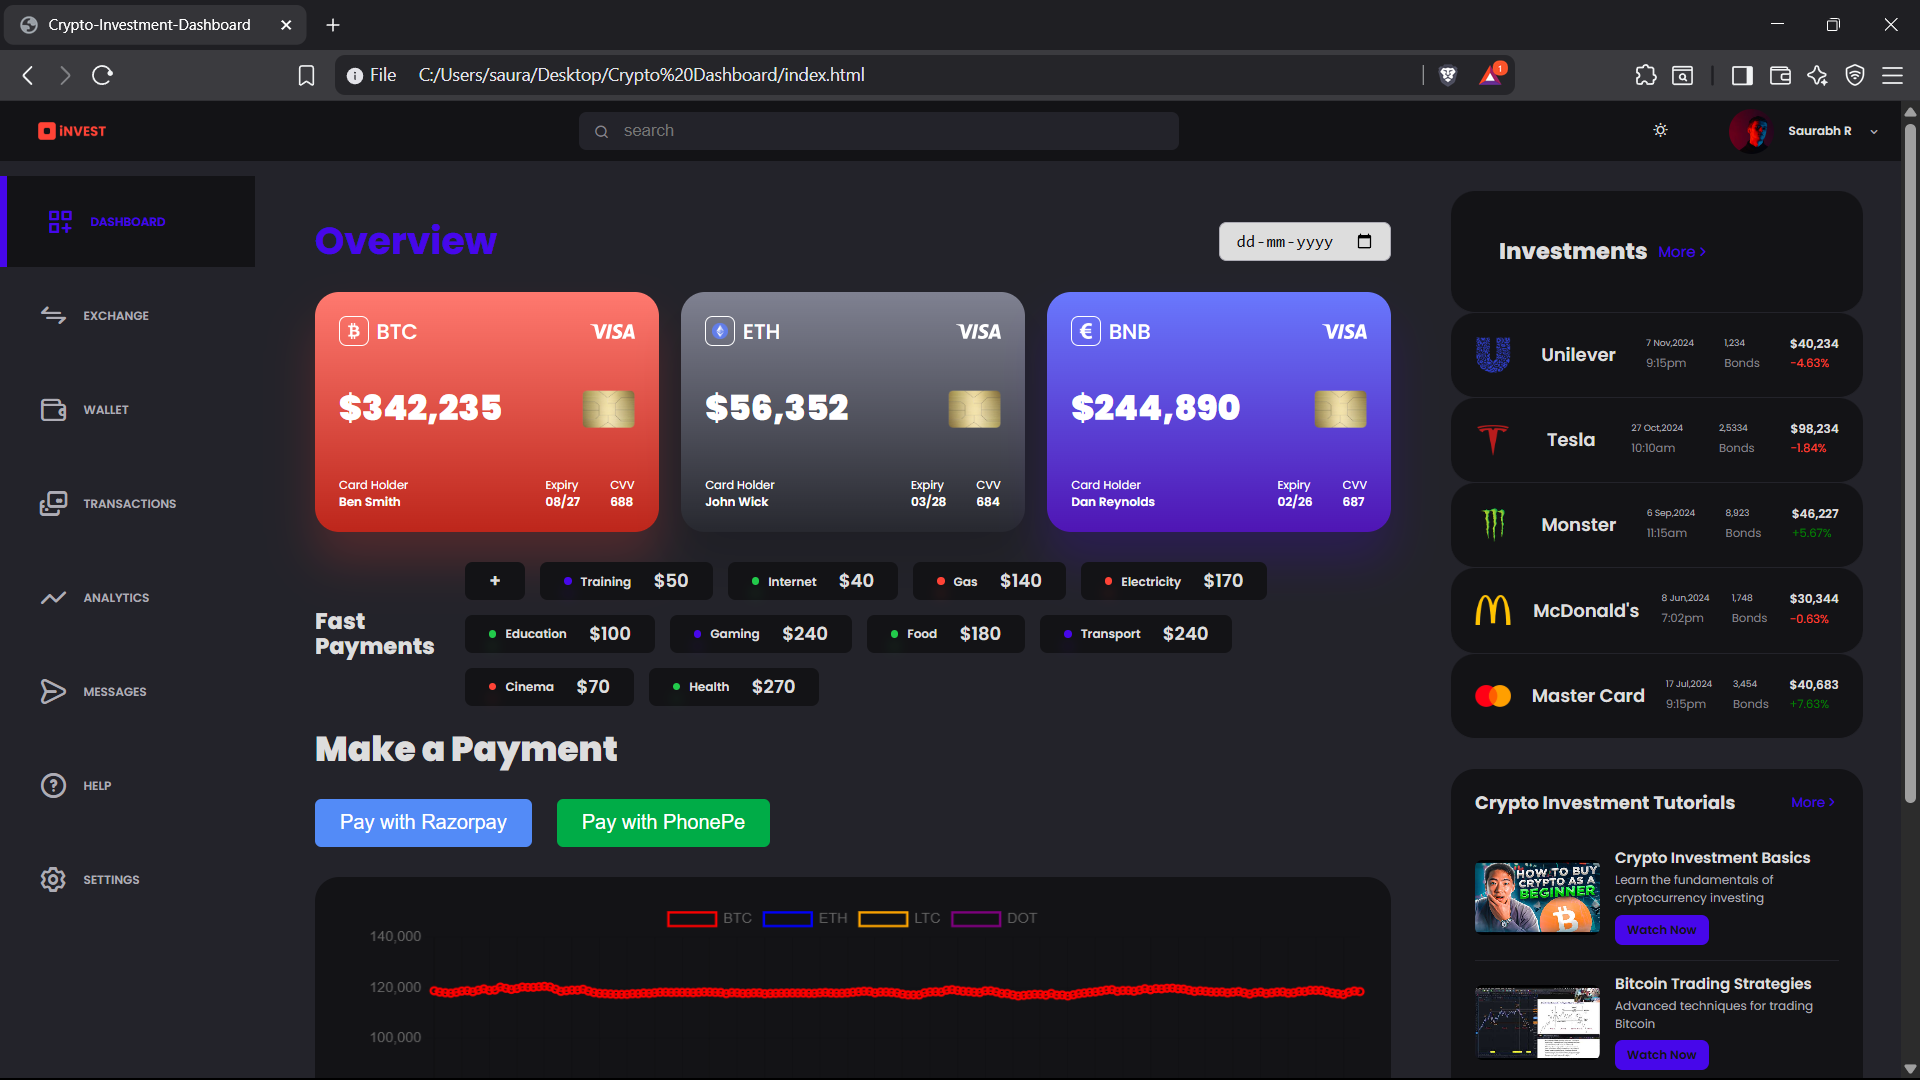 Crypto-Investment-Dashboard
File C:/Users/saura/Desktop/Crypto%20Dashboard/index.html
1
iNVEST
search
Saurabh R
DASHBOARD
EXCHANGE
WALLET
TRANSACTIONS
ANALYTICS
MESSAGES
HELP
SETTINGS
Overview
dd-mm-yyyy
BTC VISA
$342,235
Card Holder Expiry CVV
Ben Smith 08/27 688
ETH VISA
$56,352
Card Holder Expiry CVV
John Wick 03/28 684
BNB VISA
$244,890
Card Holder Expiry CVV
Dan Reynolds 02/26 687
Fast
Payments
+ Training $50 Internet $40 Gas $140 Electricity $170
Education $100 Gaming $240 Food $180 Transport $240
Cinema $70 Health $270
Make a Payment
Pay with Razorpay Pay with PhonePe
BTC ETH LTC DOT
140,000
120,000
100,000
Investments More >
Unilever 7 Nov,2024 1,234 $40,234
9:15pm Bonds -4.63%
Tesla 27 Oct,2024 2,5334 $98,234
10:10am Bonds -1.84%
Monster 6 Sep,2024 8,923 $46,227
11:15am Bonds +5.67%
McDonald's 8 Jun,2024 1,748 $30,344
7:02pm Bonds -0.63%
Master Card 17 Jul,2024 3,454 $40,683
9:15pm Bonds +7.63%
Crypto Investment Tutorials More >
HOW TO BUY
CRYPTO AS A
BEGINNER
Crypto Investment Basics
Learn the fundamentals of
cryptocurrency investing
Watch Now
Bitcoin Trading Strategies
Advanced techniques for trading
Bitcoin
Watch Now